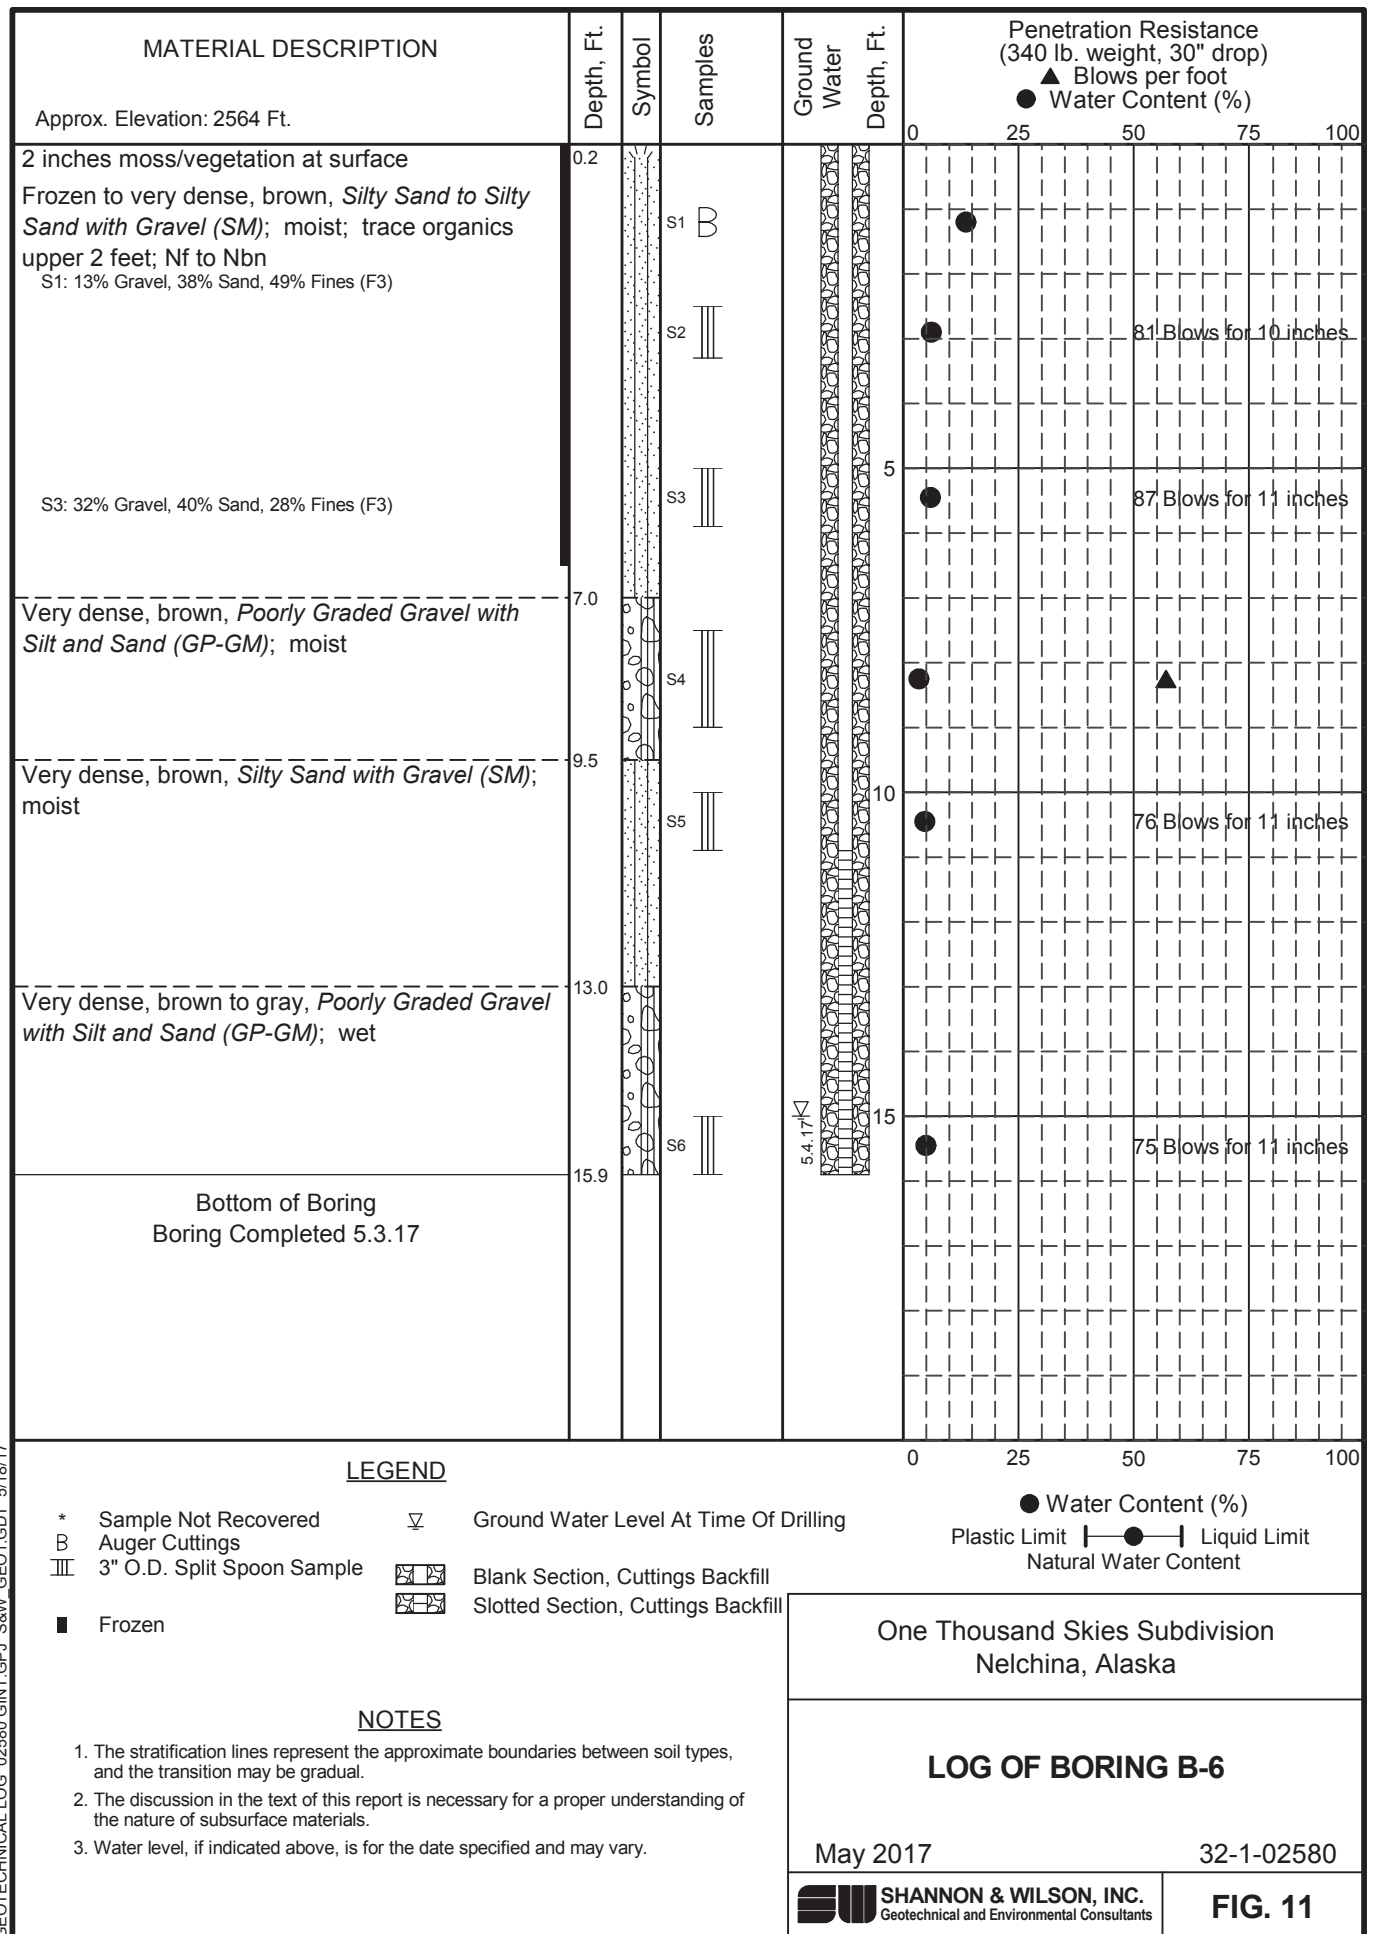 MATERIAL DESCRIPTION
Approx. Elevation: 2564 Ft.
Depth, Ft.
Symbol
Samples
Ground
Water
Depth, Ft.
Penetration Resistance
(340 lb. weight, 30" drop)
▲ Blows per foot
● Water Content (%)
0 25 50 75 100
2 inches moss/vegetation at surface
0.2
Frozen to very dense, brown, Silty Sand to Silty
Sand with Gravel (SM); moist; trace organics
upper 2 feet; Nf to Nbn
S1: 13% Gravel, 38% Sand, 49% Fines (F3)
S1
S2
81 Blows for 10 inches
5
S3: 32% Gravel, 40% Sand, 28% Fines (F3)
S3
87 Blows for 11 inches
7.0
Very dense, brown, Poorly Graded Gravel with
Silt and Sand (GP-GM); moist
S4
9.5
Very dense, brown, Silty Sand with Gravel (SM);
moist
10
S5
76 Blows for 11 inches
13.0
Very dense, brown to gray, Poorly Graded Gravel
with Silt and Sand (GP-GM); wet
15
5.4.17
S6
75 Blows for 11 inches
15.9
Bottom of Boring
Boring Completed 5.3.17
0 25 50 75 100
LEGEND
* Sample Not Recovered
Auger Cuttings
3" O.D. Split Spoon Sample
Frozen
Ground Water Level At Time Of Drilling
Blank Section, Cuttings Backfill
Slotted Section, Cuttings Backfill
● Water Content (%)
Plastic Limit Liquid Limit
Natural Water Content
NOTES
1. The stratification lines represent the approximate boundaries between soil types,
and the transition may be gradual.
2. The discussion in the text of this report is necessary for a proper understanding of
the nature of subsurface materials.
3. Water level, if indicated above, is for the date specified and may vary.
One Thousand Skies Subdivision
Nelchina, Alaska
LOG OF BORING B-6
May 2017 32-1-02580
SHANNON & WILSON, INC.
Geotechnical and Environmental Consultants
FIG. 11
GEOTECHNICAL LOG 02580 GINT.GPJ S&W_GEOT.GDT 5/18/17